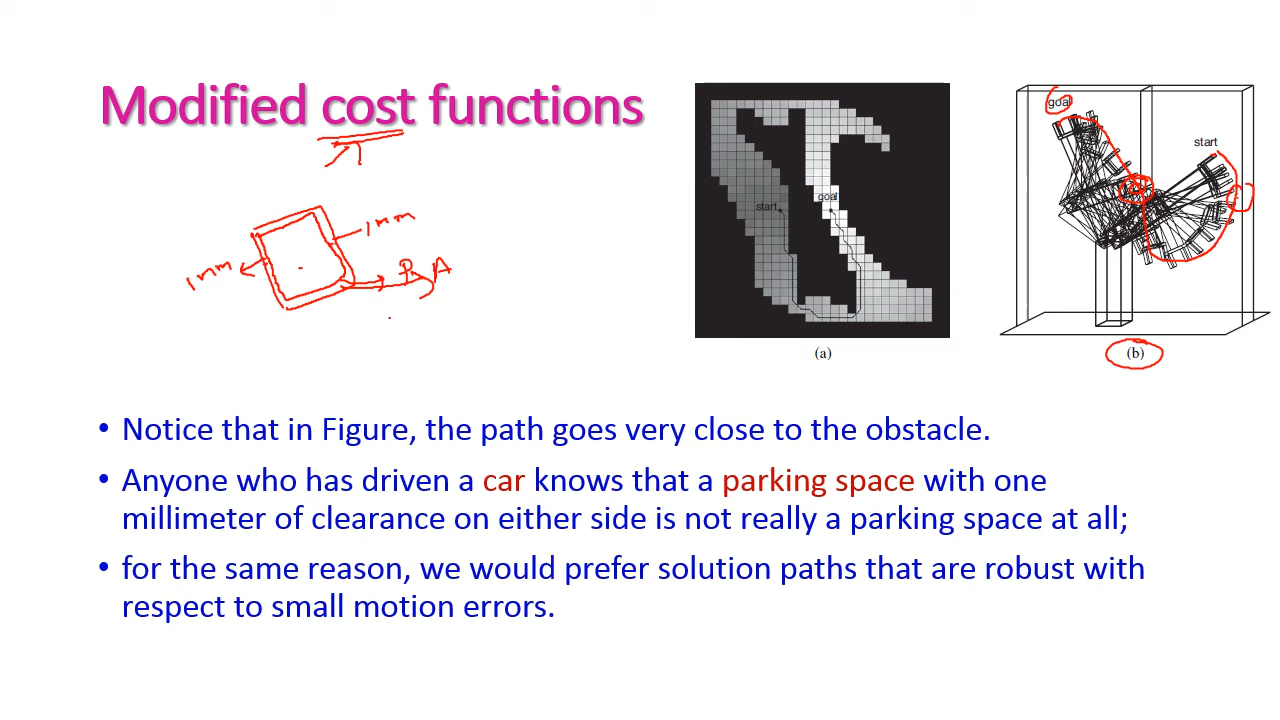 Modified cost functions
1mm
1mm
P A
start
goal
(a)
goal
start
(b)
• Notice that in Figure, the path goes very close to the obstacle.
• Anyone who has driven a car knows that a parking space with one
millimeter of clearance on either side is not really a parking space at all;
• for the same reason, we would prefer solution paths that are robust with
respect to small motion errors.